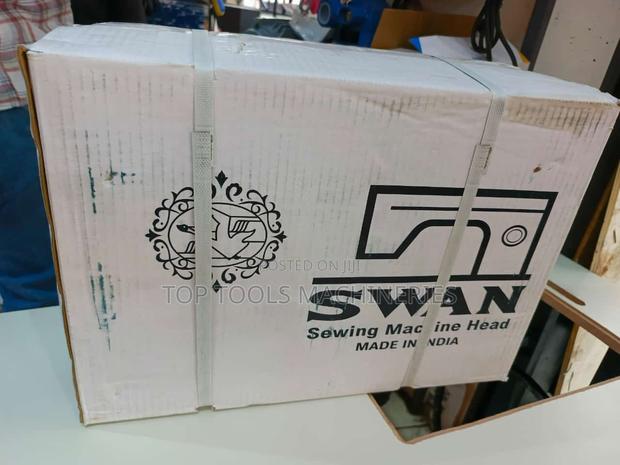 POSTED ON JIJI
TOP TOOLS MACHINERIES
SWAN
Sewing Machine Head
MADE IN INDIA